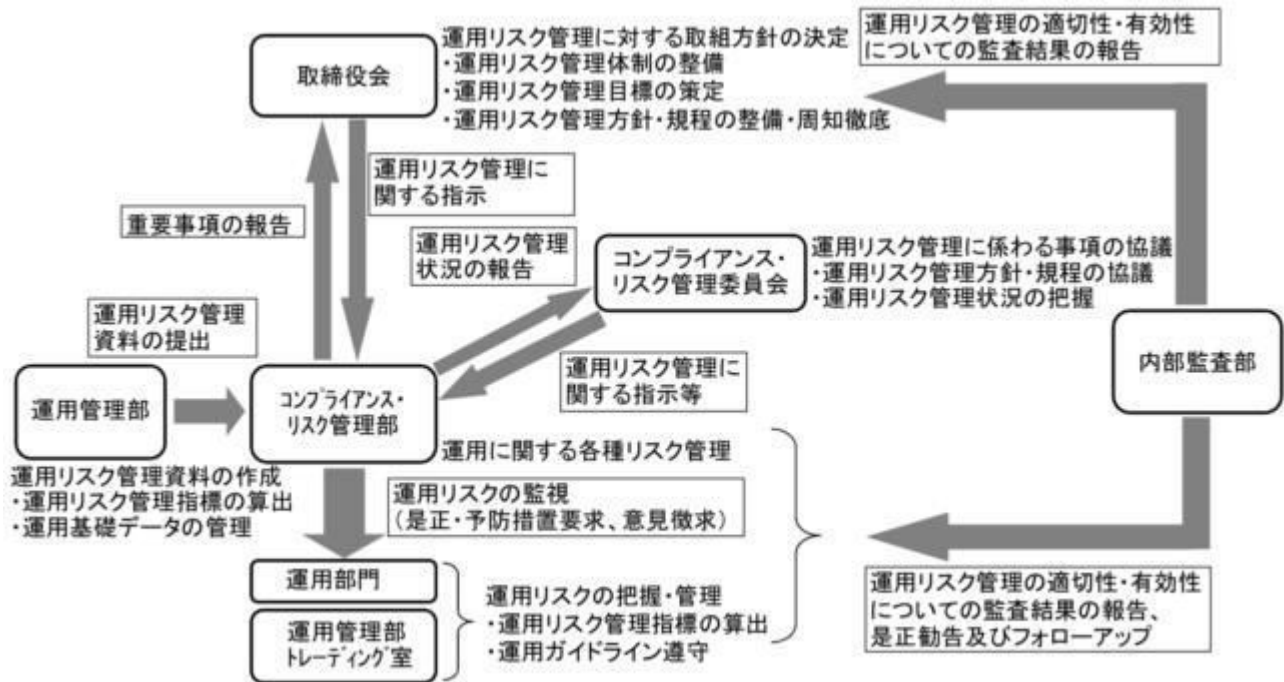 取締役会
運用リスク管理に対する取組方針の決定
・運用リスク管理体制の整備
・運用リスク管理目標の策定
・運用リスク管理方針・規程の整備・周知徹底
運用リスク管理の適切性・有効性
についての監査結果の報告
運用リスク管理に
関する指示
重要事項の報告
運用リスク管理
状況の報告
コンプライアンス・
リスク管理委員会
運用リスク管理に係わる事項の協議
・運用リスク管理方針・規程の協議
・運用リスク管理状況の把握
運用リスク管理
資料の提出
内部監査部
運用管理部
コンプライアンス・
リスク管理部
運用リスク管理に
関する指示等
運用に関する各種リスク管理
運用リスク管理資料の作成
・運用リスク管理指標の算出
・運用基礎データの管理
運用リスクの監視
（是正・予防措置要求、意見徴求）
運用部門
運用管理部
トレーディング室
運用リスクの把握・管理
・運用リスク管理指標の算出
・運用ガイドライン遵守
運用リスク管理の適切性・有効性
についての監査結果の報告、
是正勧告及びフォローアップ